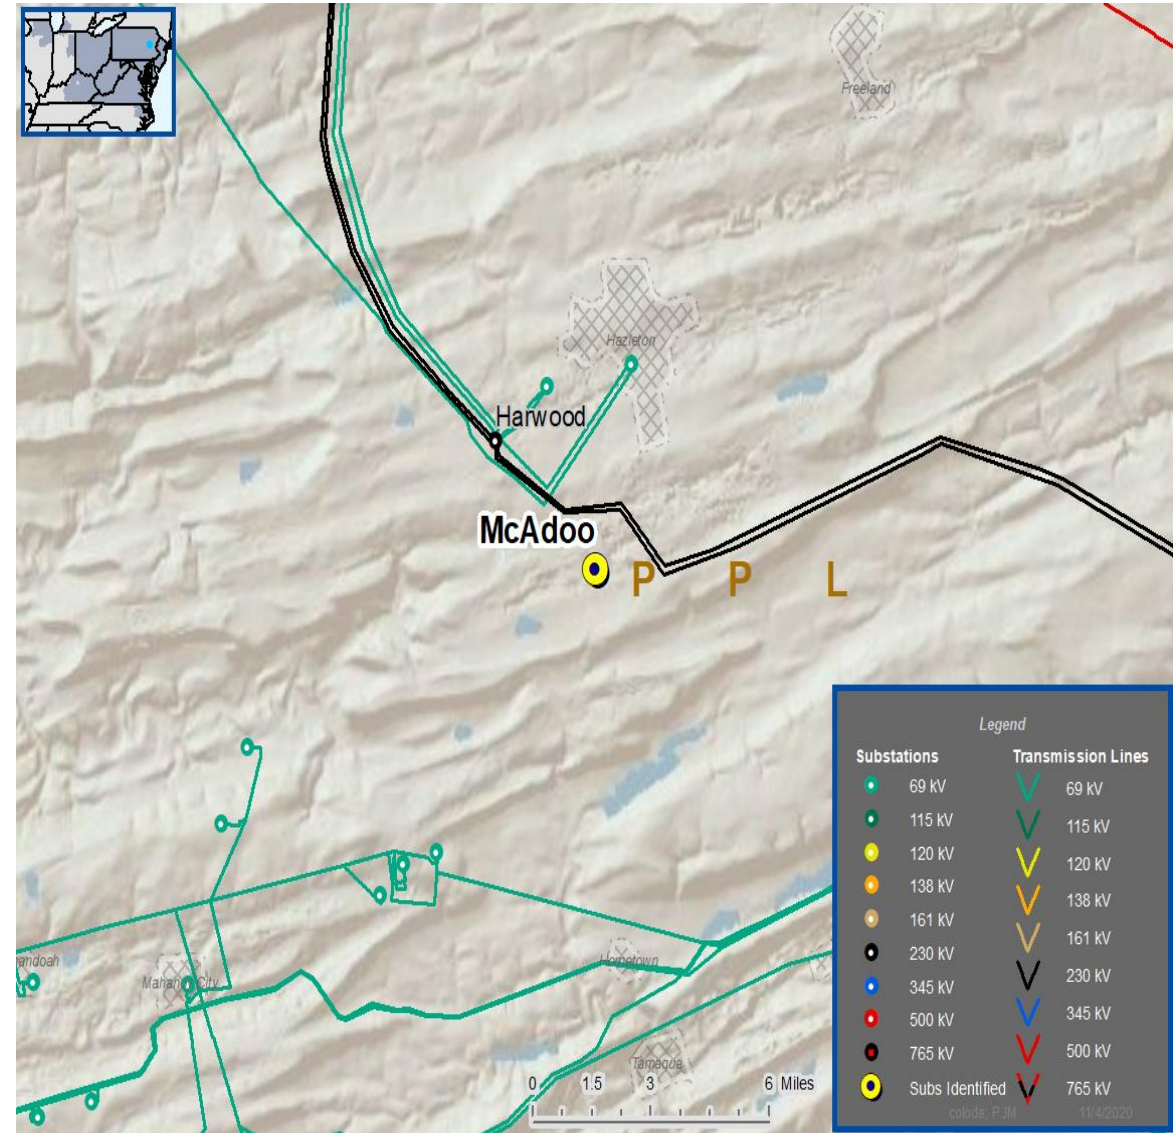 Freeland
Hazleton
Harwood
McAdoo
P P L
Legend
Substations
69 kV
115 kV
120 kV
138 kV
161 kV
230 kV
345 kV
500 kV
765 kV
Subs Identified
Transmission Lines
69 kV
115 kV
120 kV
138 kV
161 kV
230 kV
345 kV
500 kV
765 kV
colode, PJM 11/4/2020
andoah
Mahanoy City
Hometown
Tamaqua
0 1.5 3 6 Miles